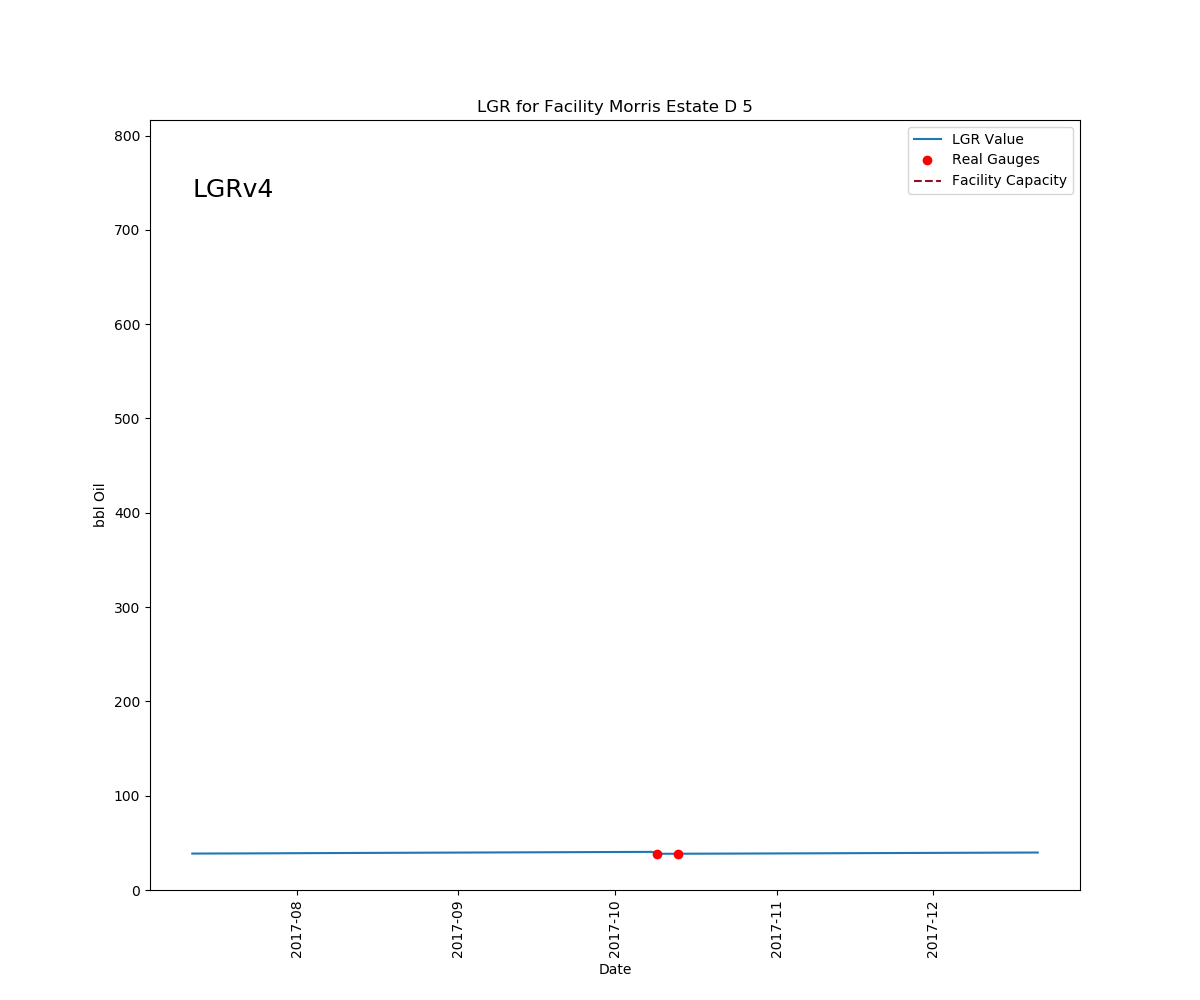 LGR for Facility Morris Estate D 5
LGRv4
LGR Value
Real Gauges
Facility Capacity
800
700
600
500
400
300
200
100
0
bbl Oil
2017-08
2017-09
2017-10
2017-11
2017-12
Date